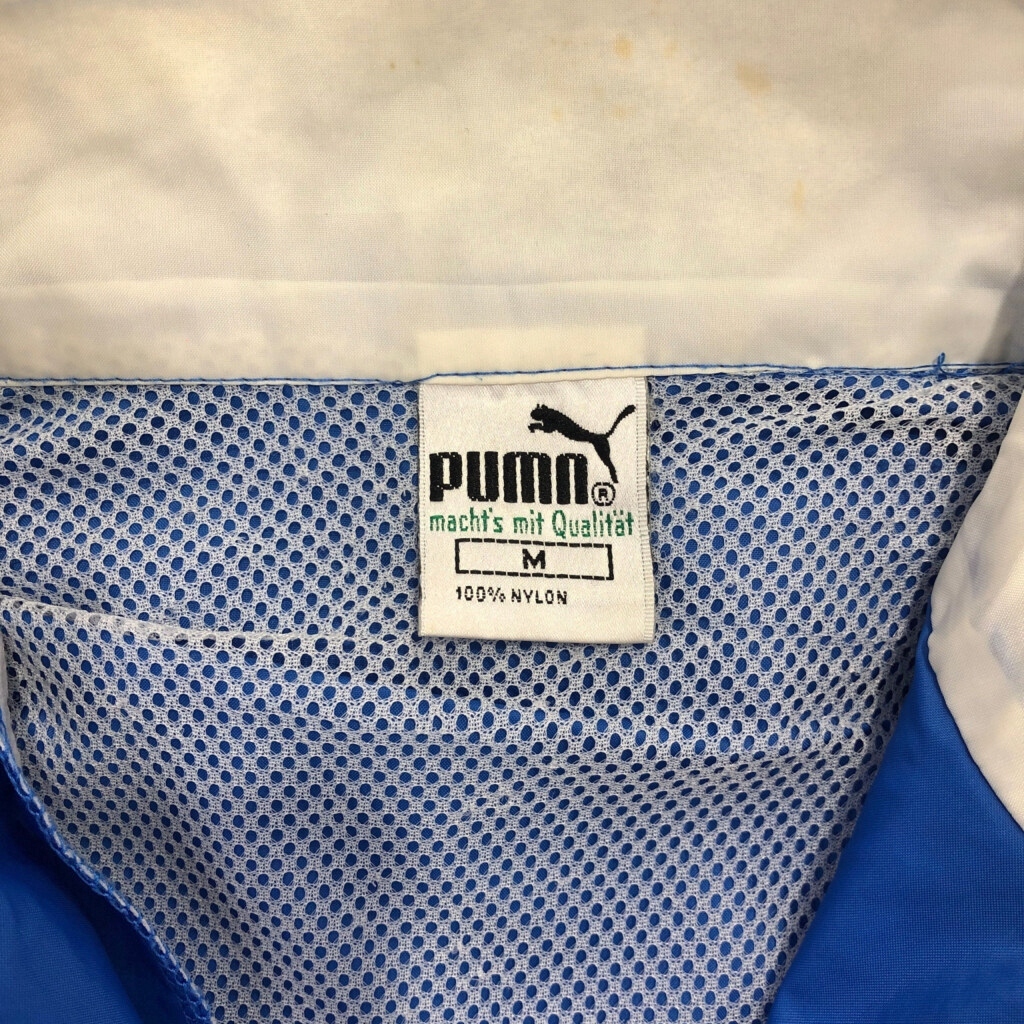 PUMA®
macht's mit Qualität
M
100% NYLON